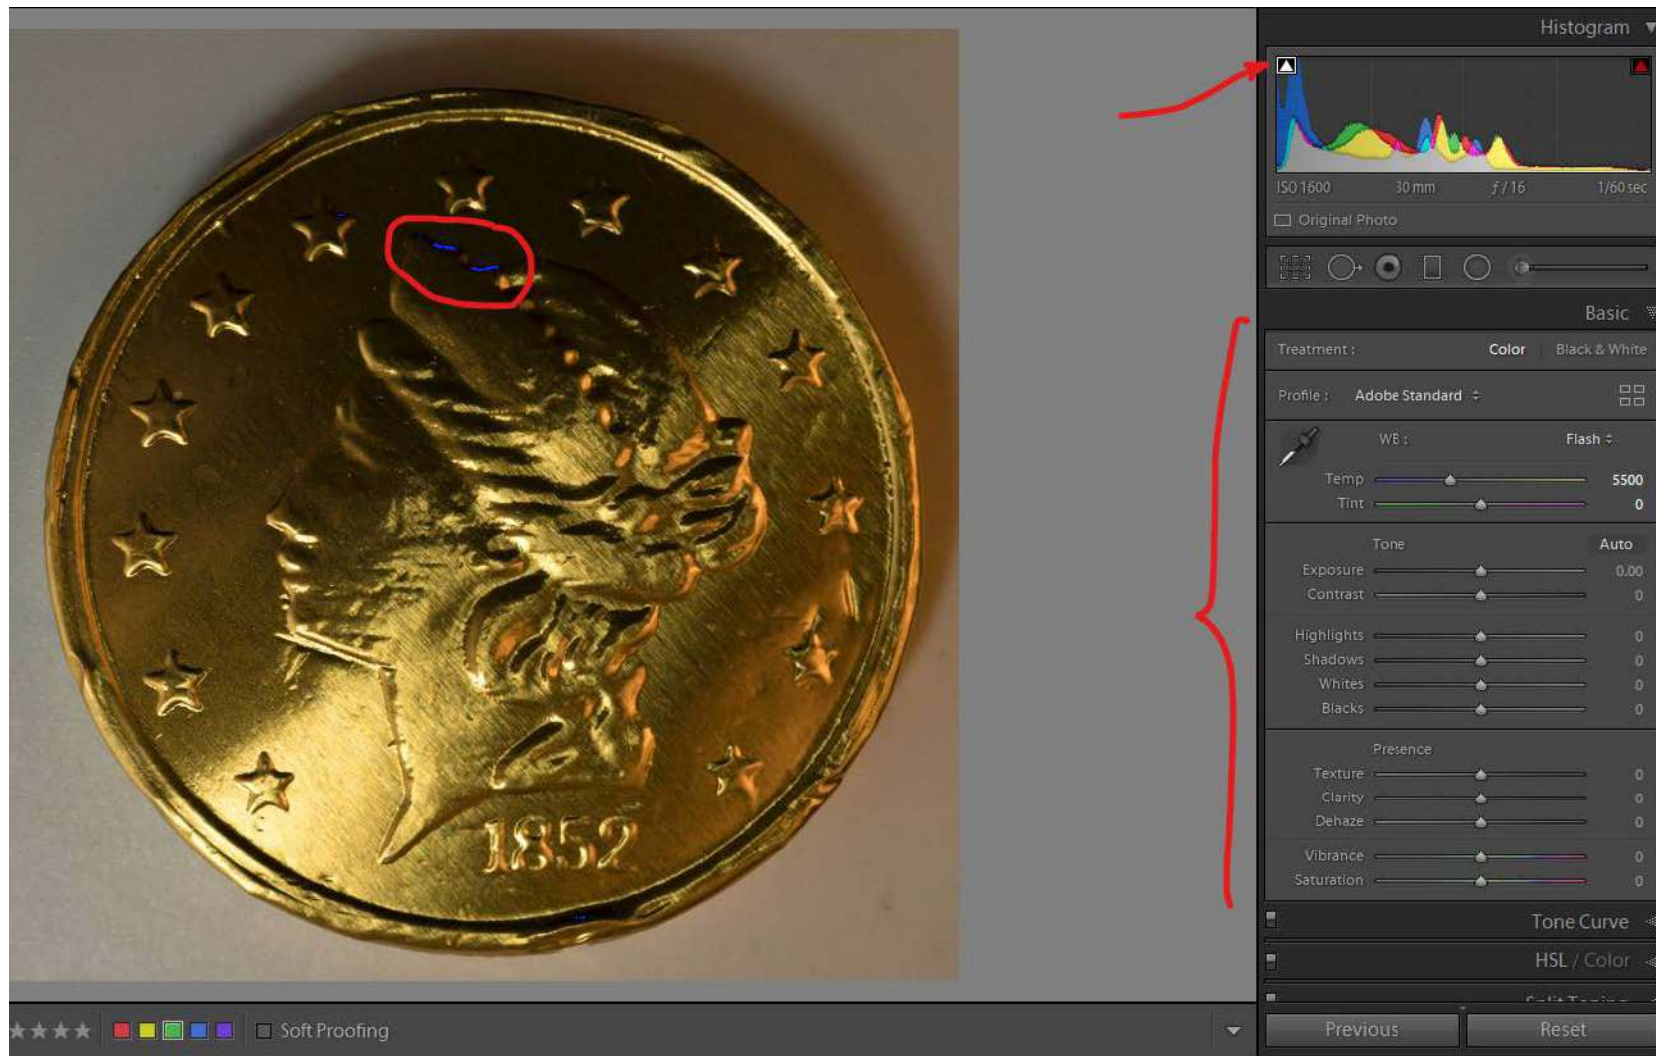 Histogram
ISO 1600 30 mm ƒ / 16 1/60 sec
Original Photo
Basic
Treatment : Color Black & White
Profile : Adobe Standard
WB : Flash
Temp 5500
Tint 0
Tone Auto
Exposure 0.00
Contrast 0
Highlights 0
Shadows 0
Whites 0
Blacks 0
Presence
Texture 0
Clarity 0
Dehaze 0
Vibrance 0
Saturation 0
Tone Curve
HSL / Color
Split Toning
1852
Soft Proofing
Previous Reset